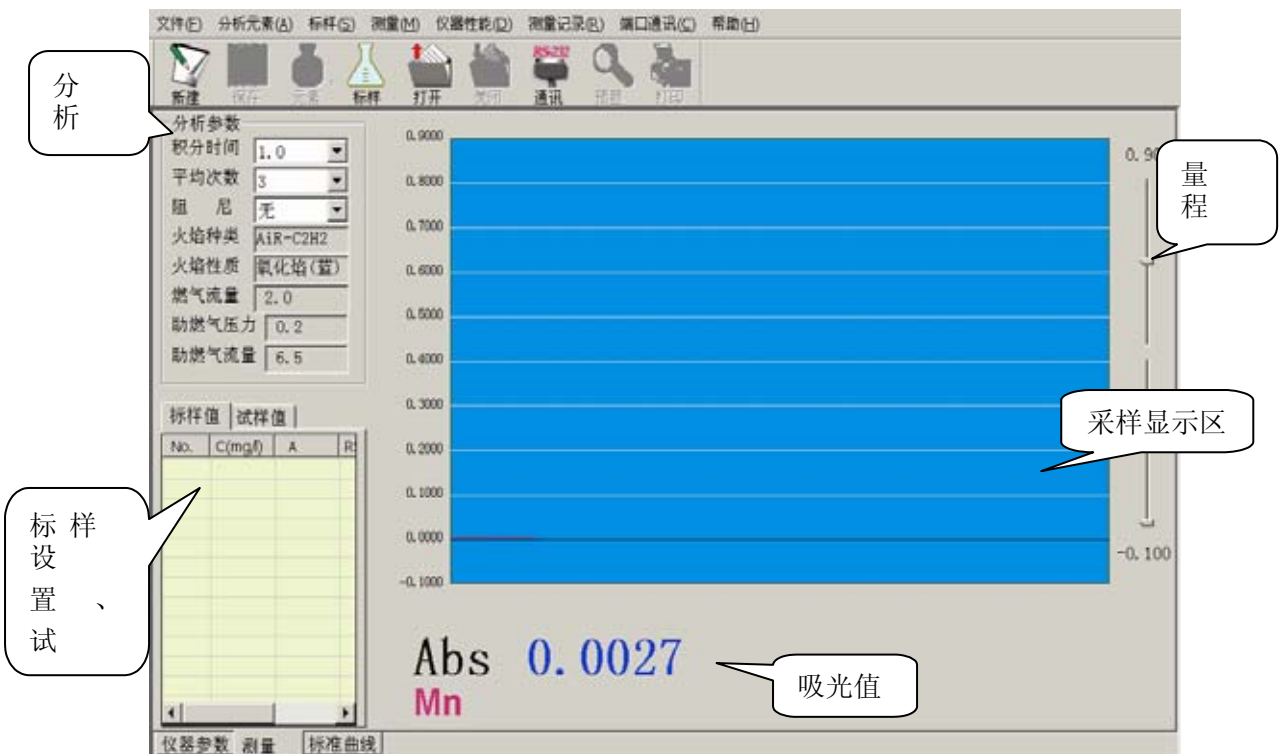 文件(F) 分析元素(A) 标样(S) 测量(M) 仪器性能(D) 测量记录(R) 端口通讯(C) 帮助(H)
RS-232
新建 保存 元素 标样 打开 关闭 通讯 预览 打印
分
析
分析参数
积分时间 1.0
平均次数 3
阻 尼 无
火焰种类 AiR-C2H2
火焰性质 氧化焰(蓝)
燃气流量 2.0
助燃气压力 0.2
助燃气流量 6.5
标样值 试样值
No. C(mg/l) A
标 样
设
置 、
试
0.9000
0.8000
0.7000
0.6000
0.5000
0.4000
0.3000
0.2000
0.1000
0.0000
-0.1000
量
程
采样显示区
-0.100
Abs 0.0027
Mn
吸光值
仪器参数 测量 标准曲线